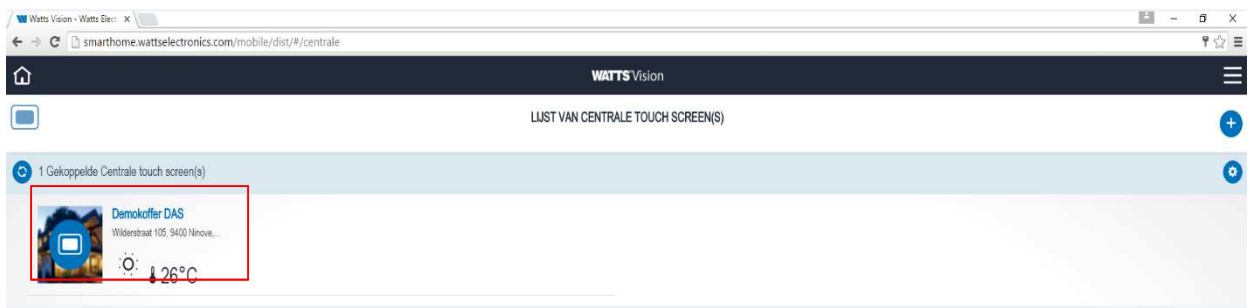 Watts Vision - Watts Elect
smarthome.wattselectronics.com/mobile/dist/#/centrale
WATTS'Vision
LIJST VAN CENTRALE TOUCH SCREEN(S)
1 Gekoppelde Centrale touch screen(s)
Demokoffer DAS
Wilderstraat 105, 9400 Ninove,...
26°C